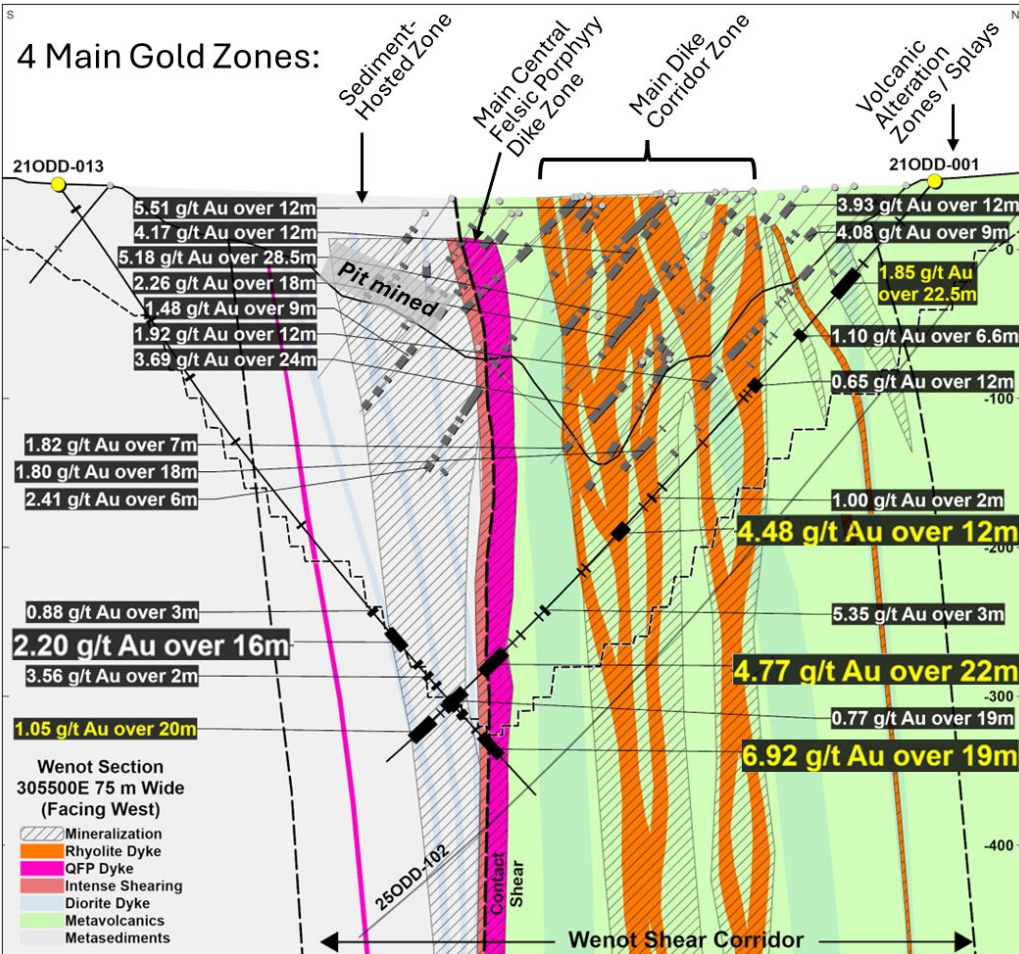 S
N
4 Main Gold Zones:
Sediment-
Hosted Zone
Main Central
Felsic Porphyry
Dike Zone
Main Dike
Corridor Zone
Volcanic
Alteration
Zones / Splays
21ODD-013
21ODD-001
5.51 g/t Au over 12m
4.17 g/t Au over 12m
5.18 g/t Au over 28.5m
2.26 g/t Au over 18m
1.48 g/t Au over 9m
1.92 g/t Au over 12m
3.69 g/t Au over 24m
Pit mined
1.82 g/t Au over 7m
1.80 g/t Au over 18m
2.41 g/t Au over 6m
0.88 g/t Au over 3m
2.20 g/t Au over 16m
3.56 g/t Au over 2m
1.05 g/t Au over 20m
3.93 g/t Au over 12m
4.08 g/t Au over 9m
0
1.85 g/t Au
over 22.5m
1.10 g/t Au over 6.6m
0.65 g/t Au over 12m
-100
1.00 g/t Au over 2m
4.48 g/t Au over 12m
-200
5.35 g/t Au over 3m
4.77 g/t Au over 22m
-300
0.77 g/t Au over 19m
6.92 g/t Au over 19m
-400
Wenot Section
305500E 75 m Wide
(Facing West)
Mineralization
Rhyolite Dyke
QFP Dyke
Intense Shearing
Diorite Dyke
Metavolcanics
Metasediments
25ODD-102
Contact
Shear
Wenot Shear Corridor